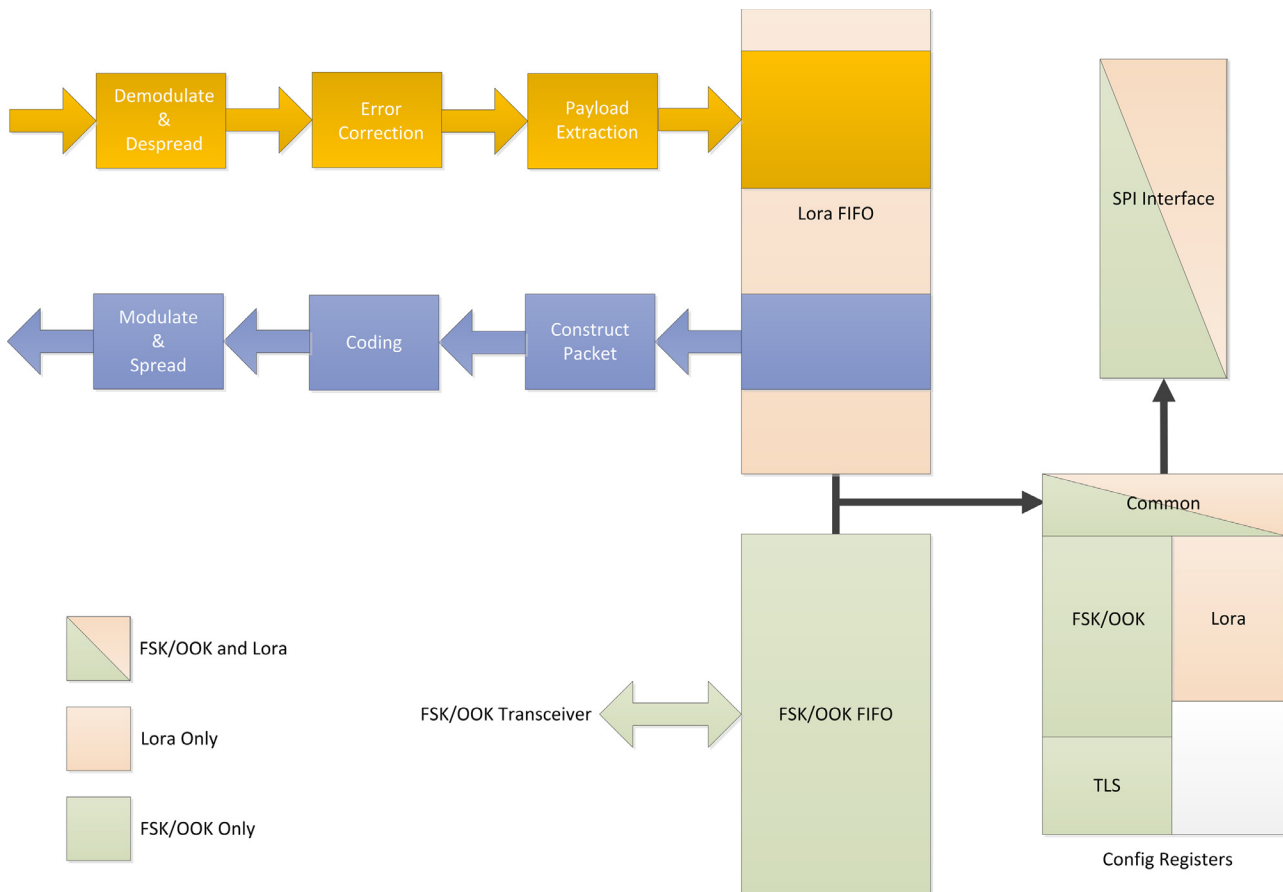 Demodulate
&
Despread
Error
Correction
Payload
Extraction
Lora FIFO
SPI Interface
Modulate
&
Spread
Coding
Construct
Packet
Common
FSK/OOK
Lora
TLS
Config Registers
FSK/OOK and Lora
Lora Only
FSK/OOK Only
FSK/OOK Transceiver
FSK/OOK FIFO